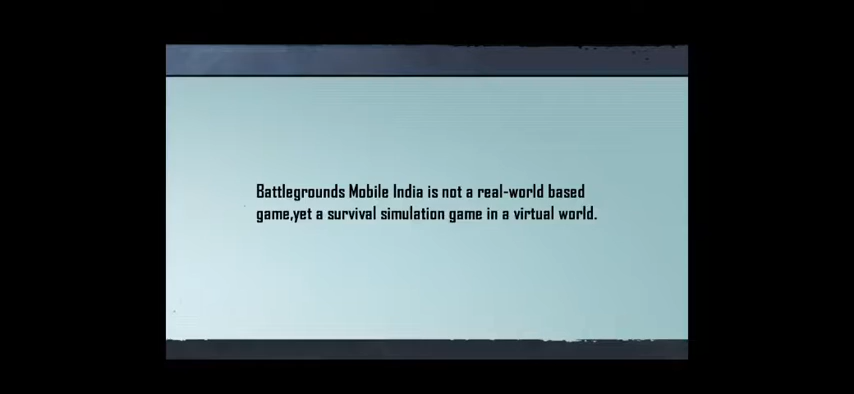 Battlegrounds Mobile India is not a real-world based
game,yet a survival simulation game in a virtual world.